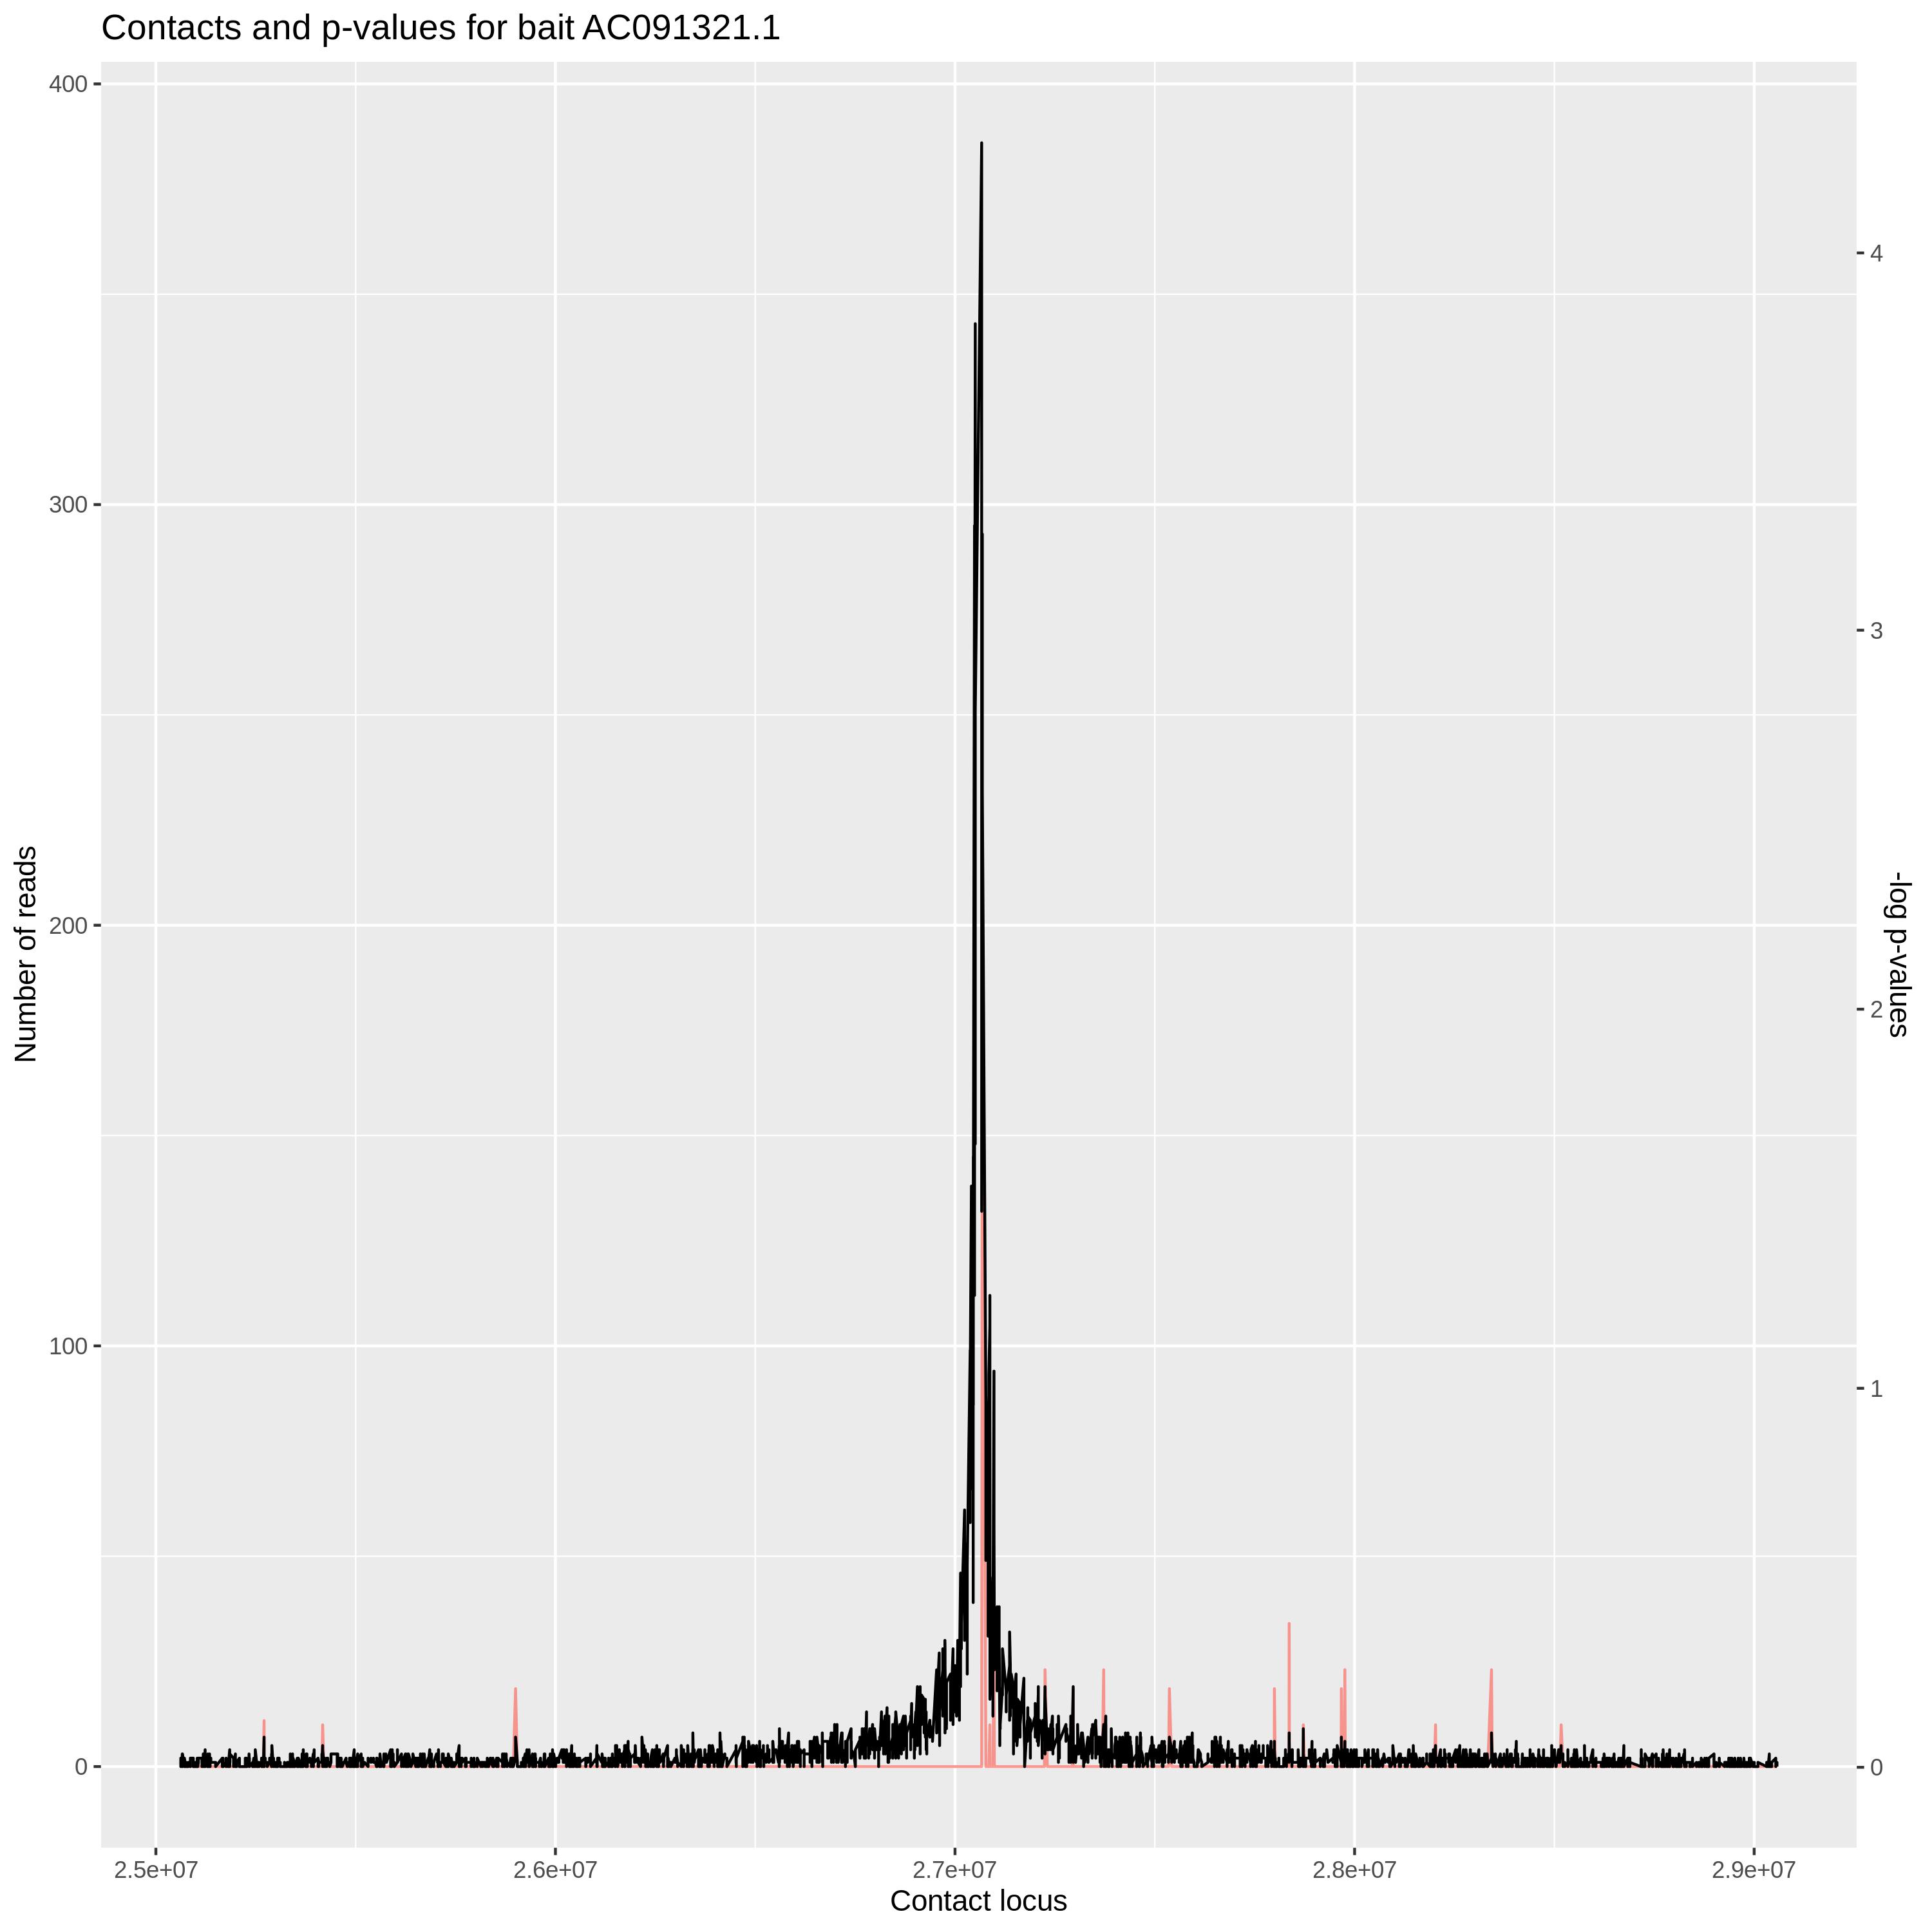 Contacts and p-values for bait AC091321.1
400
300
200
100
0
Number of reads
4
3
2
1
0
-log p-values
2.5e+07 2.6e+07 2.7e+07 2.8e+07 2.9e+07
Contact locus